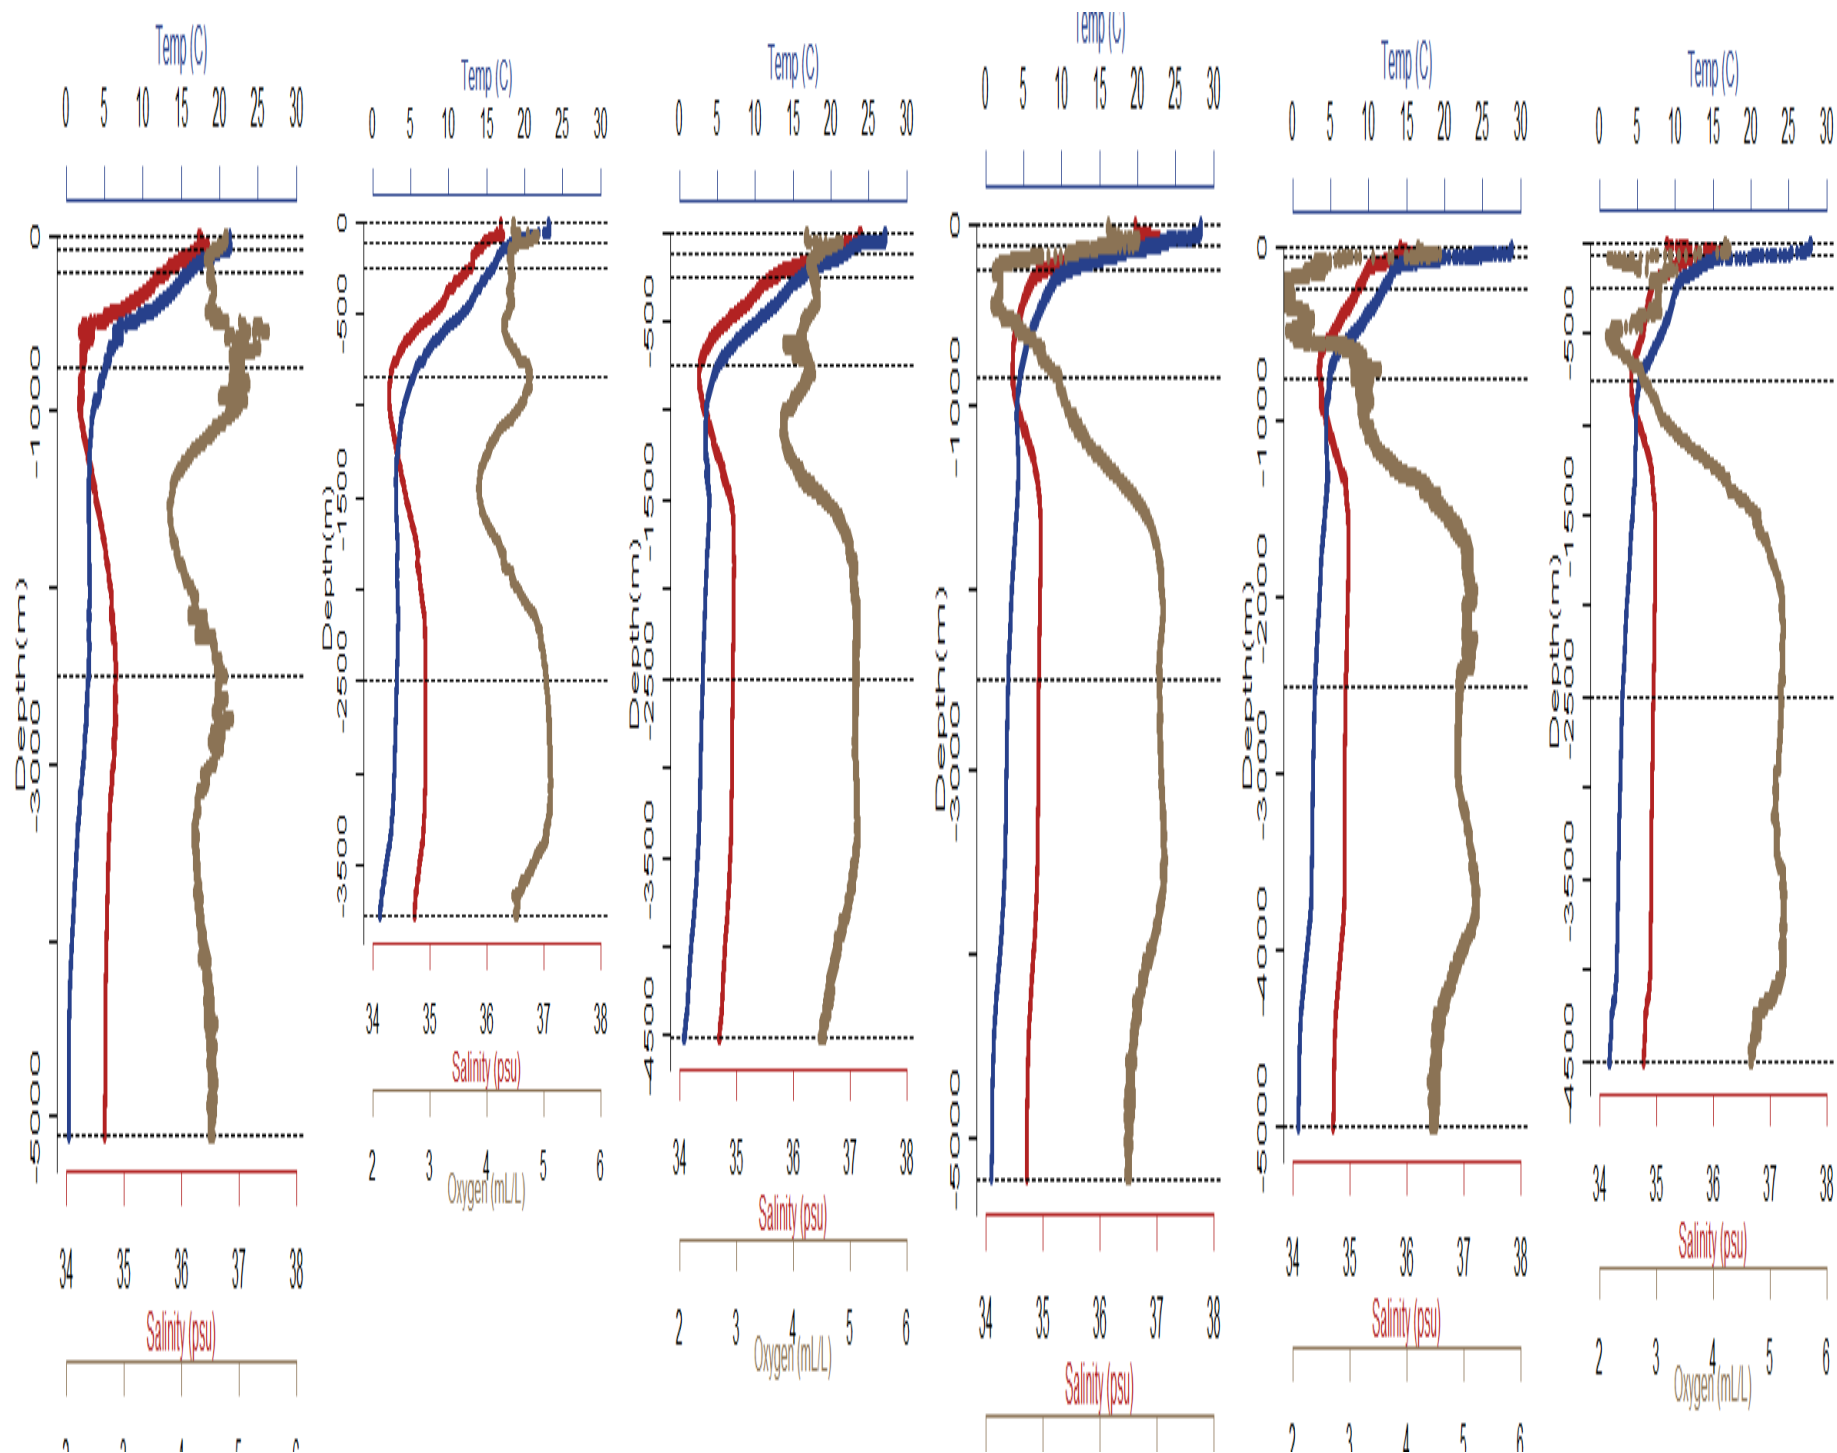 Temp (C)
0 5 10 15 20 25 30
0
-1000
-3000
-5000
Depth(m)
34 35 36 37 38
Salinity (psu)
2 3 4 5 6
Temp (C)
0 5 10 15 20 25 30
0
-500
-1500
-2500
-3500
Depth(m)
34 35 36 37 38
Salinity (psu)
2 3 4 5 6
Oxygen (mL/L)
Temp (C)
0 5 10 15 20 25 30
-500
-1500
-2500
-3500
-4500
Depth(m)
34 35 36 37 38
Salinity (psu)
2 3 4 5 6
Oxygen (mL/L)
Temp (C)
0 5 10 15 20 25 30
0
-1000
-3000
-5000
Depth(m)
34 35 36 37 38
Salinity (psu)
Temp (C)
0 5 10 15 20 25 30
0
-1000
-2000
-3000
-4000
-5000
Depth(m)
34 35 36 37 38
Salinity (psu)
2 3 4 5 6
Temp (C)
0 5 10 15 20 25 30
-500
-1500
-2500
-3500
-4500
Depth(m)
34 35 36 37 38
Salinity (psu)
2 3 4 5 6
Oxygen (mL/L)